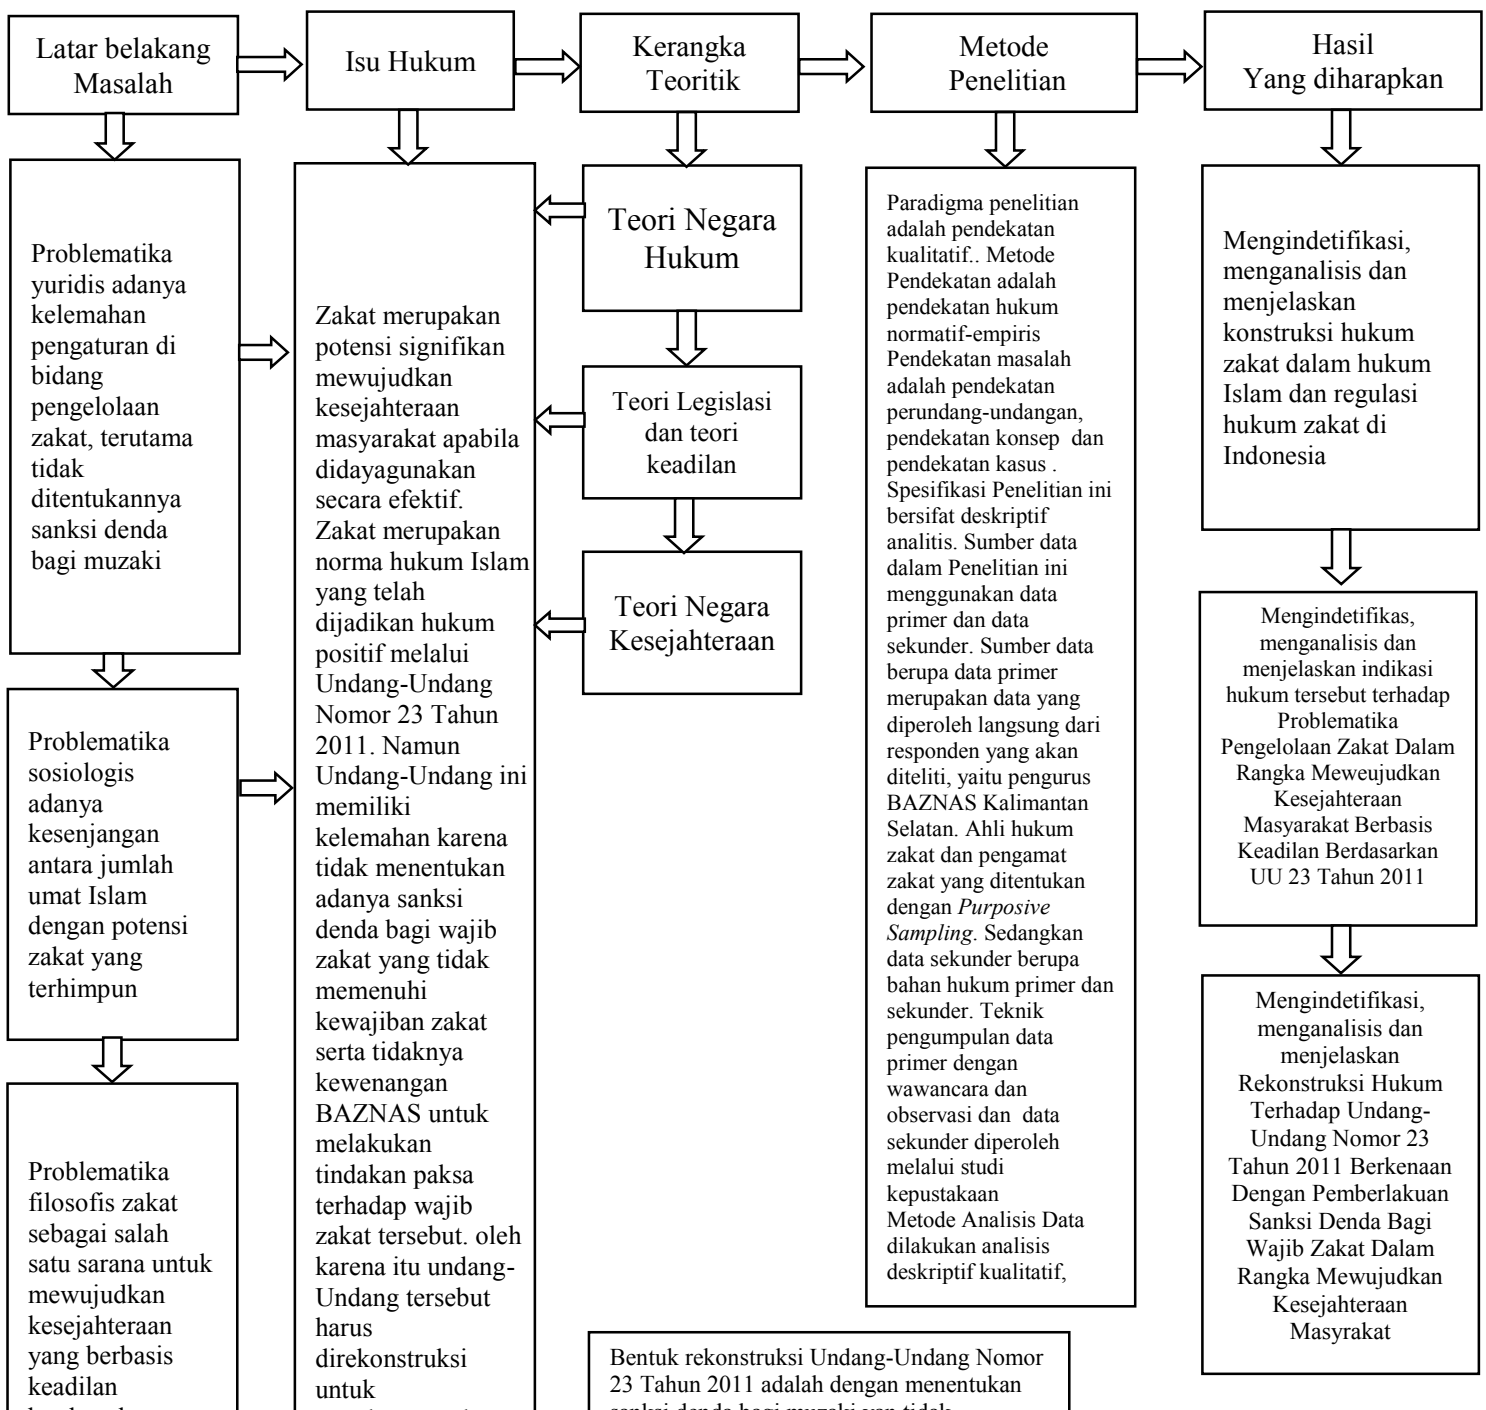 Latar belakang
Masalah
Isu Hukum
Kerangka
Teoritik
Metode
Penelitian
Hasil
Yang diharapkan
Problematika
yuridis adanya
kelemahan
pengaturan di
bidang
pengelolaan
zakat, terutama
tidak
ditentukannya
sanksi denda
bagi muzaki
Problematika
sosiologis
adanya
kesenjangan
antara jumlah
umat Islam
dengan potensi
zakat yang
terhimpun
Problematika
filosofis zakat
sebagai salah
satu sarana untuk
mewujudkan
kesejahteraan
yang berbasis
keadilan
Zakat merupakan
potensi signifikan
mewujudkan
kesejahteraan
masyarakat apabila
didayagunakan
secara efektif.
Zakat merupakan
norma hukum Islam
yang telah
dijadikan hukum
positif melalui
Undang-Undang
Nomor 23 Tahun
2011. Namun
Undang-Undang ini
memiliki
kelemahan karena
tidak menentukan
adanya sanksi
denda bagi wajib
zakat yang tidak
memenuhi
kewajiban zakat
serta tidaknya
kewenangan
BAZNAS untuk
melakukan
tindakan paksa
terhadap wajib
zakat tersebut. oleh
karena itu undang-
Undang tersebut
harus
direkonstruksi
untuk
Teori Negara
Hukum
Teori Legislasi
dan teori
keadilan
Teori Negara
Kesejahteraan
Paradigma penelitian
adalah pendekatan
kualitatif.. Metode
Pendekatan adalah
pendekatan hukum
normatif-empiris
Pendekatan masalah
adalah pendekatan
perundang-undangan,
pendekatan konsep dan
pendekatan kasus .
Spesifikasi Penelitian ini
bersifat deskriptif
analitis. Sumber data
dalam Penelitian ini
menggunakan data
primer dan data
sekunder. Sumber data
berupa data primer
merupakan data yang
diperoleh langsung dari
responden yang akan
diteliti, yaitu pengurus
BAZNAS Kalimantan
Selatan. Ahli hukum
zakat dan pengamat
zakat yang ditentukan
dengan Purposive
Sampling. Sedangkan
data sekunder berupa
bahan hukum primer dan
sekunder. Teknik
pengumpulan data
primer dengan
wawancara dan
observasi dan data
sekunder diperoleh
melalui studi
kepustakaan
Metode Analisis Data
dilakukan analisis
deskriptif kualitatif,
Mengindetifikasi,
menganalisis dan
menjelaskan
konstruksi hukum
zakat dalam hukum
Islam dan regulasi
hukum zakat di
Indonesia
Mengindetifikas,
menganalisis dan
menjelaskan indikasi
hukum tersebut terhadap
Problematika
Pengelolaan Zakat Dalam
Rangka Meweujudkan
Kesejahteraan
Masyarakat Berbasis
Keadilan Berdasarkan
UU 23 Tahun 2011
Mengindetifikasi,
menganalisis dan
menjelaskan
Rekonstruksi Hukum
Terhadap Undang-
Undang Nomor 23
Tahun 2011 Berkenaan
Dengan Pemberlakuan
Sanksi Denda Bagi
Wajib Zakat Dalam
Rangka Mewujudkan
Kesejahteraan
Masyrakat
Bentuk rekonstruksi Undang-Undang Nomor
23 Tahun 2011 adalah dengan menentukan
sanksi denda bagi muzaki yan tidak